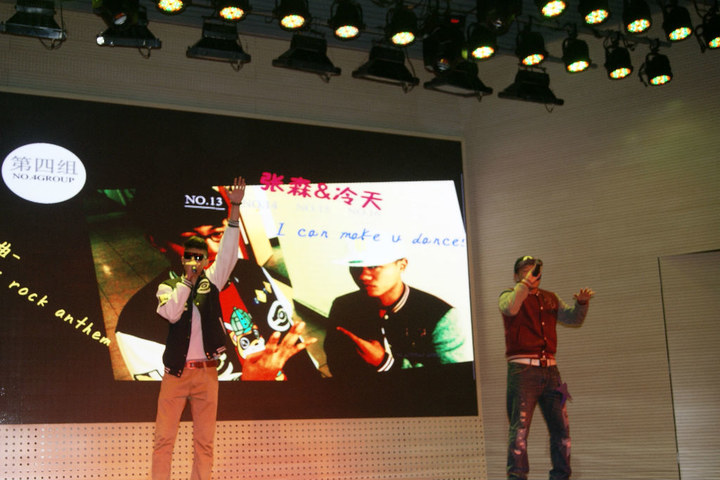 第四组
NO.4GROUP
NO.13
张森&冷天
I can make u dance!
曲-
rock anthem